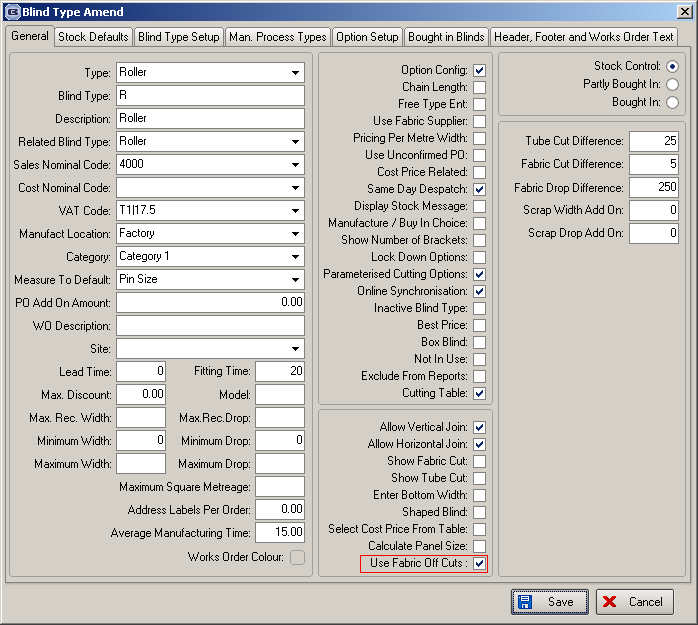 Blind Type Amend
General Stock Defaults Blind Type Setup Man. Process Types Option Setup Bought in Blinds Header, Footer and Works Order Text
Type: Roller
Blind Type: R
Description: Roller
Related Blind Type: Roller
Sales Nominal Code: 4000
Cost Nominal Code:
VAT Code: T1|17.5
Manufact Location: Factory
Category: Category 1
Measure To Default: Pin Size
PO Add On Amount: 0.00
WO Description:
Site:
Lead Time: 0 Fitting Time: 20
Max. Discount: 0.00 Model:
Max. Rec. Width: Max.Rec.Drop:
Minimum Width: 0 Minimum Drop: 0
Maximum Width: Maximum Drop:
Maximum Square Metreage:
Address Labels Per Order: 0.00
Average Manufacturing Time: 15.00
Works Order Colour:
Option Config:
Chain Length:
Free Type Ent:
Use Fabric Supplier:
Pricing Per Metre Width:
Use Unconfirmed PO:
Cost Price Related:
Same Day Despatch:
Display Stock Message:
Manufacture / Buy In Choice:
Show Number of Brackets:
Lock Down Options:
Parameterised Cutting Options:
Online Synchronisation:
Inactive Blind Type:
Best Price:
Box Blind:
Not In Use:
Exclude From Reports:
Cutting Table:
Allow Vertical Join:
Allow Horizontal Join:
Show Fabric Cut:
Show Tube Cut:
Enter Bottom Width:
Shaped Blind:
Select Cost Price From Table:
Calculate Panel Size:
Use Fabric Off Cuts :
Stock Control:
Partly Bought In:
Bought In:
Tube Cut Difference: 25
Fabric Cut Difference: 5
Fabric Drop Difference: 250
Scrap Width Add On: 0
Scrap Drop Add On: 0
Save Cancel